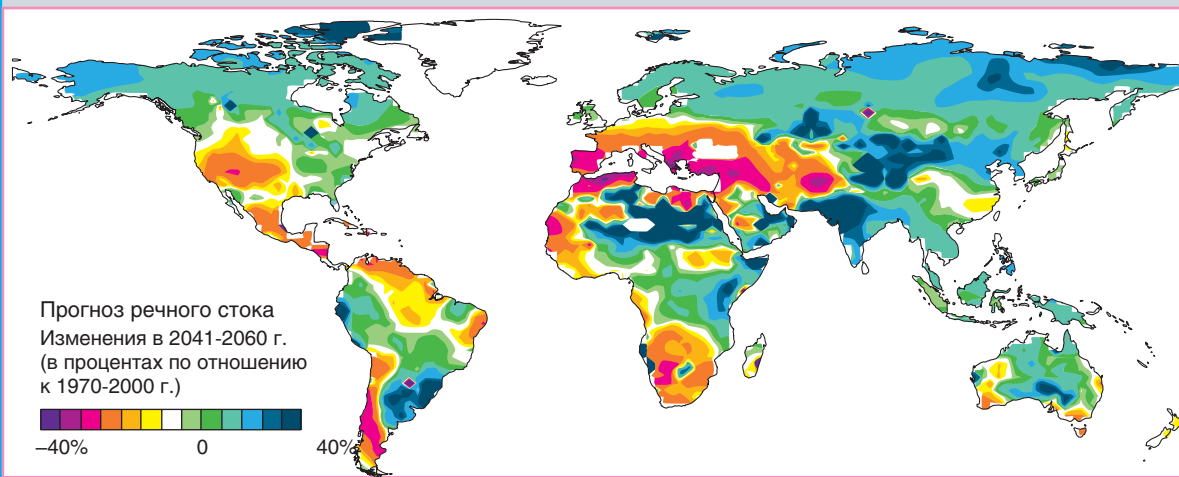 Прогноз речного стока
Изменения в 2041-2060 г.
(в процентах по отношению
к 1970-2000 г.)
–40% 0 40%